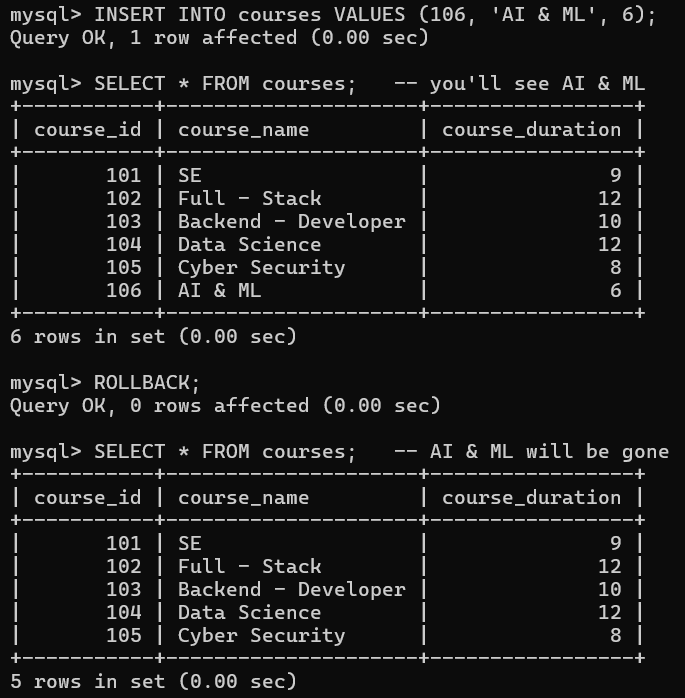 mysql> INSERT INTO courses VALUES (106, 'AI & ML', 6);
Query OK, 1 row affected (0.00 sec)

mysql> SELECT * FROM courses;   -- you'll see AI & ML
+-----------+---------------------+-----------------+
| course_id | course_name         | course_duration |
+-----------+---------------------+-----------------+
|       101 | SE                  |               9 |
|       102 | Full - Stack        |              12 |
|       103 | Backend - Developer |              10 |
|       104 | Data Science        |              12 |
|       105 | Cyber Security      |               8 |
|       106 | AI & ML             |               6 |
+-----------+---------------------+-----------------+
6 rows in set (0.00 sec)

mysql> ROLLBACK;
Query OK, 0 rows affected (0.00 sec)

mysql> SELECT * FROM courses;   -- AI & ML will be gone
+-----------+---------------------+-----------------+
| course_id | course_name         | course_duration |
+-----------+---------------------+-----------------+
|       101 | SE                  |               9 |
|       102 | Full - Stack        |              12 |
|       103 | Backend - Developer |              10 |
|       104 | Data Science        |              12 |
|       105 | Cyber Security      |               8 |
+-----------+---------------------+-----------------+
5 rows in set (0.00 sec)